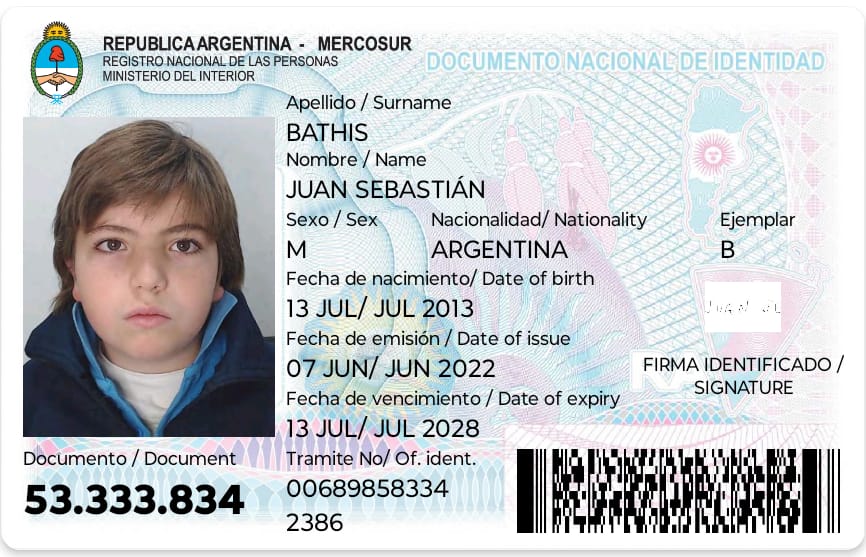 REPUBLICA ARGENTINA - MERCOSUR
REGISTRO NACIONAL DE LAS PERSONAS
MINISTERIO DEL INTERIOR
DOCUMENTO NACIONAL DE IDENTIDAD
Apellido / Surname
BATHIS
Nombre / Name
JUAN SEBASTIÁN
Sexo / Sex Nacionalidad/ Nationality Ejemplar
M ARGENTINA B
Fecha de nacimiento/ Date of birth
13 JUL/ JUL 2013
Fecha de emisión / Date of issue
07 JUN/ JUN 2022
Fecha de vencimiento / Date of expiry
13 JUL/ JUL 2028
FIRMA IDENTIFICADO /
SIGNATURE
Documento / Document
53.333.834
Tramite No/ Of. ident.
00689858334
2386